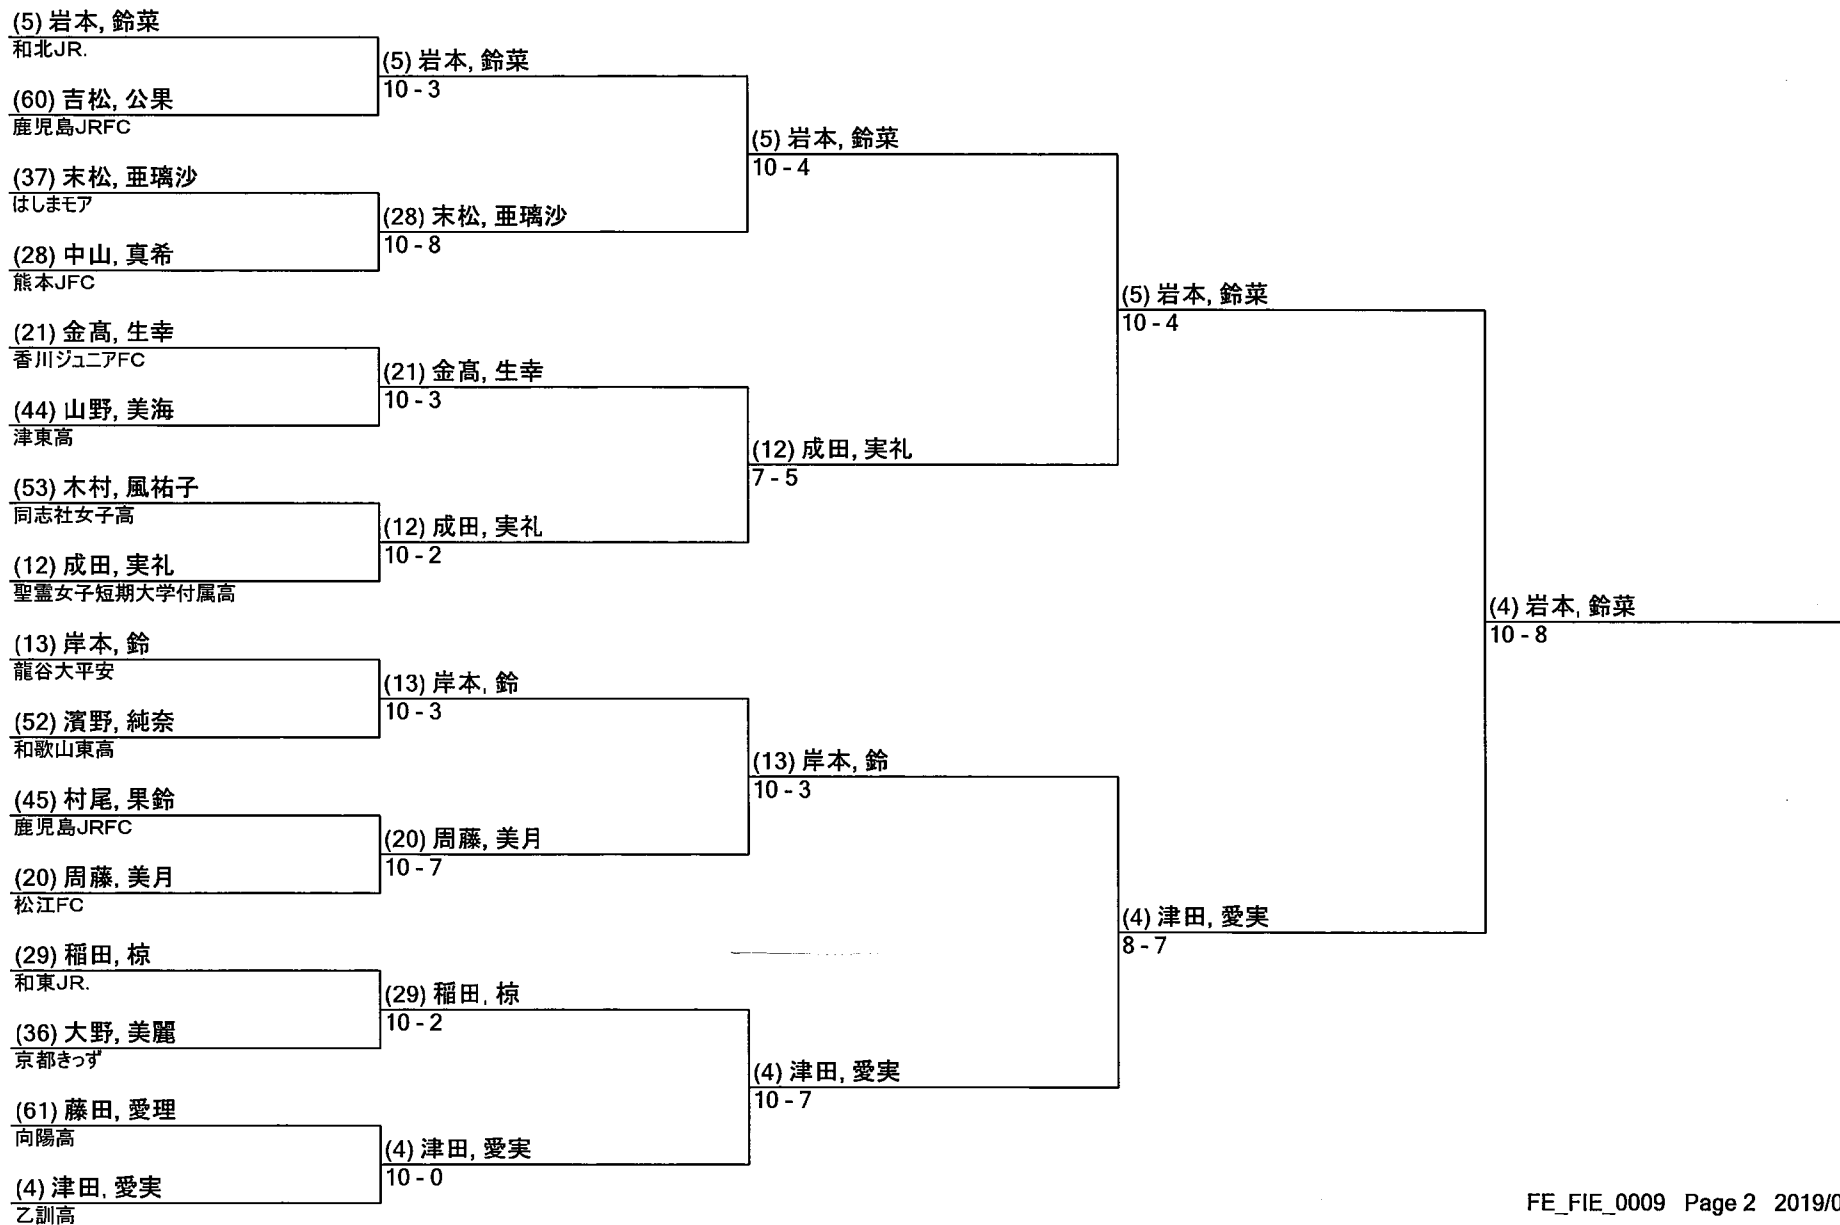 (5) 岩本, 鈴菜
和北JR.
(60) 吉松, 公果
鹿児島JRFC
(37) 末松, 亜璃沙
はしまモア
(28) 中山, 真希
熊本JFC
(21) 金髙, 生幸
香川ジュニアFC
(44) 山野, 美海
津東高
(53) 木村, 風祐子
同志社女子高
(12) 成田, 実礼
聖霊女子短期大学付属高
(13) 岸本, 鈴
龍谷大平安
(52) 濱野, 純奈
和歌山東高
(45) 村尾, 果鈴
鹿児島JRFC
(20) 周藤, 美月
松江FC
(29) 稲田, 椋
和東JR.
(36) 大野, 美麗
京都きっず
(61) 藤田, 愛理
向陽高
(4) 津田, 愛実
乙訓高
(5) 岩本, 鈴菜
10 - 3
(28) 末松, 亜璃沙
10 - 8
(21) 金髙, 生幸
10 - 3
(12) 成田, 実礼
10 - 2
(13) 岸本, 鈴
10 - 3
(20) 周藤, 美月
10 - 7
(29) 稲田, 椋
10 - 2
(4) 津田, 愛実
10 - 0
(5) 岩本, 鈴菜
10 - 4
(12) 成田, 実礼
7 - 5
(13) 岸本, 鈴
10 - 3
(4) 津田, 愛実
10 - 7
(5) 岩本, 鈴菜
10 - 4
(4) 津田, 愛実
8 - 7
(4) 岩本, 鈴菜
10 - 8
FE_FIE_0009 Page 2 2019/0